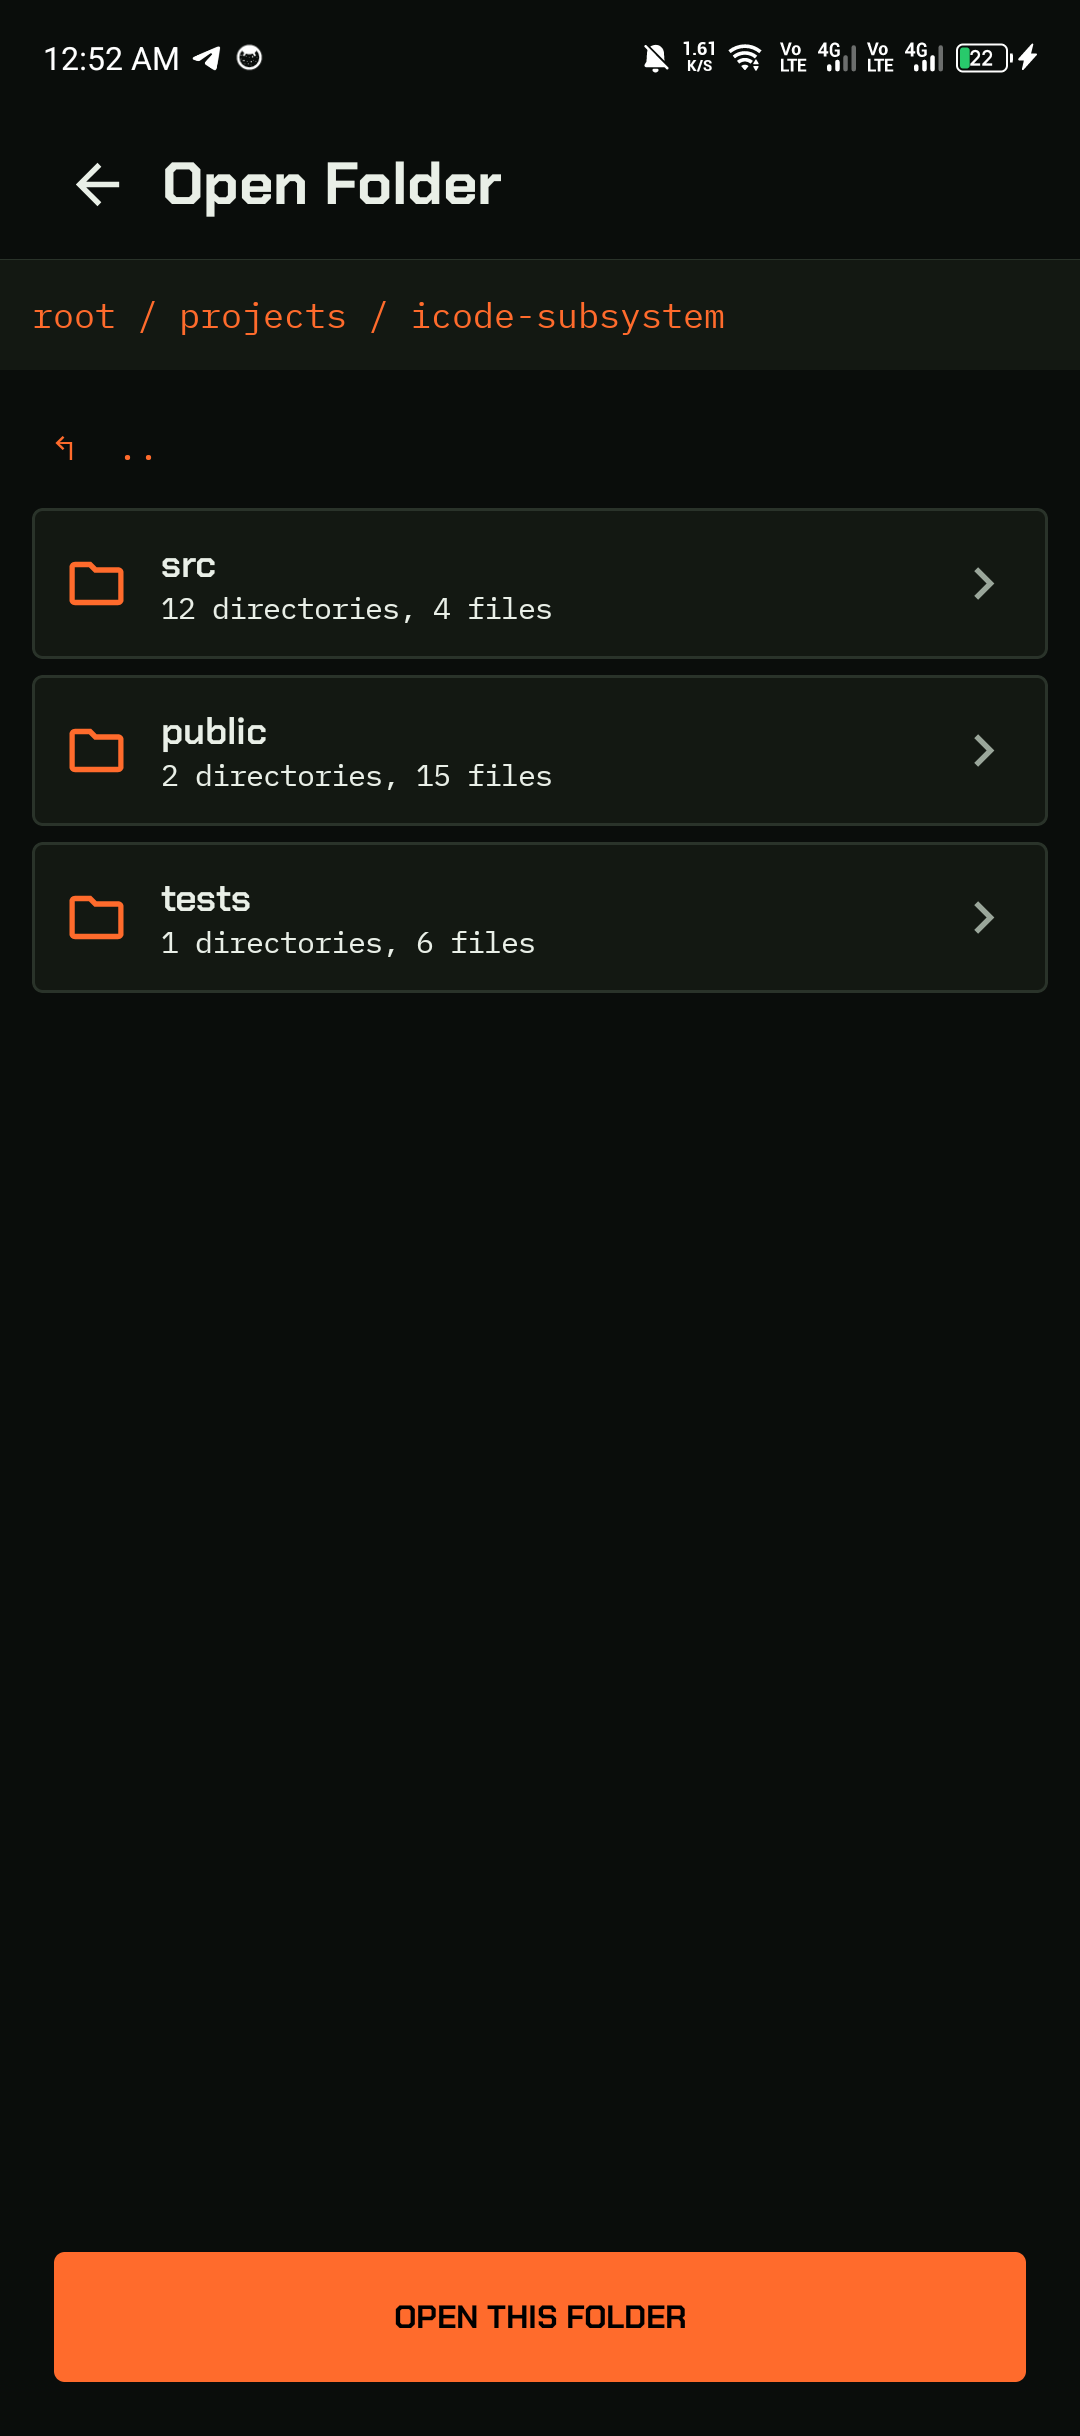 12:52 AM 1.61 K/S Vo LTE 4G Vo LTE 4G 22
Open Folder
root / projects / icode-subsystem
↰ ..
src
12 directories, 4 files
public
2 directories, 15 files
tests
1 directories, 6 files
OPEN THIS FOLDER